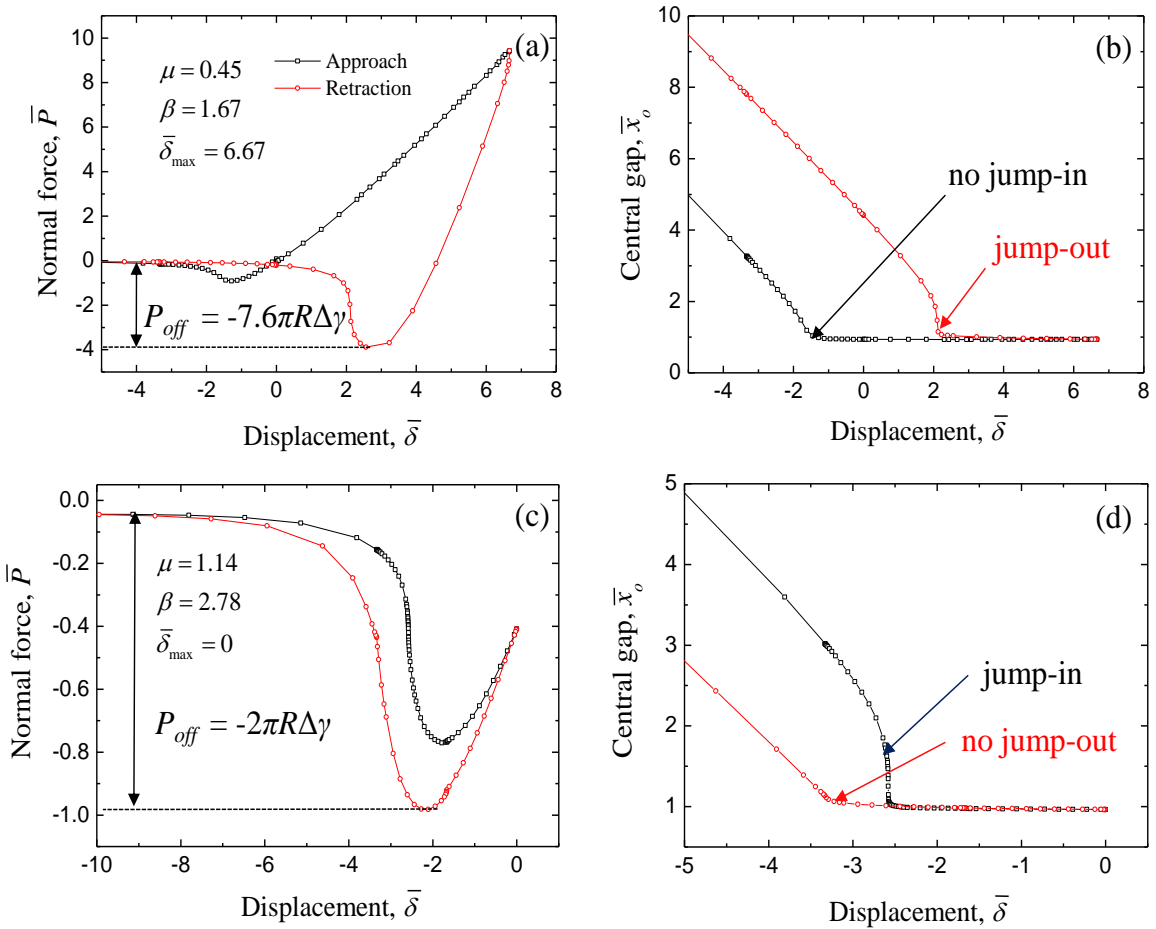 (a)
10
8
6
4
2
0
-2
-4
Normal force, P̅
μ = 0.45
β = 1.67
δ̅max = 6.67
Approach
Retraction
Poff = -7.6πRΔγ
-4 -2 0 2 4 6 8
Displacement, δ̅
(b)
10
8
6
4
2
0
Central gap, x̅o
no jump-in
jump-out
-4 -2 0 2 4 6 8
Displacement, δ̅
(c)
0.0
-0.2
-0.4
-0.6
-0.8
-1.0
Normal force, P̅
μ = 1.14
β = 2.78
δ̅max = 0
Poff = -2πRΔγ
-10 -8 -6 -4 -2 0
Displacement, δ̅
(d)
5
4
3
2
1
0
Central gap, x̅o
jump-in
no jump-out
-5 -4 -3 -2 -1 0
Displacement, δ̅